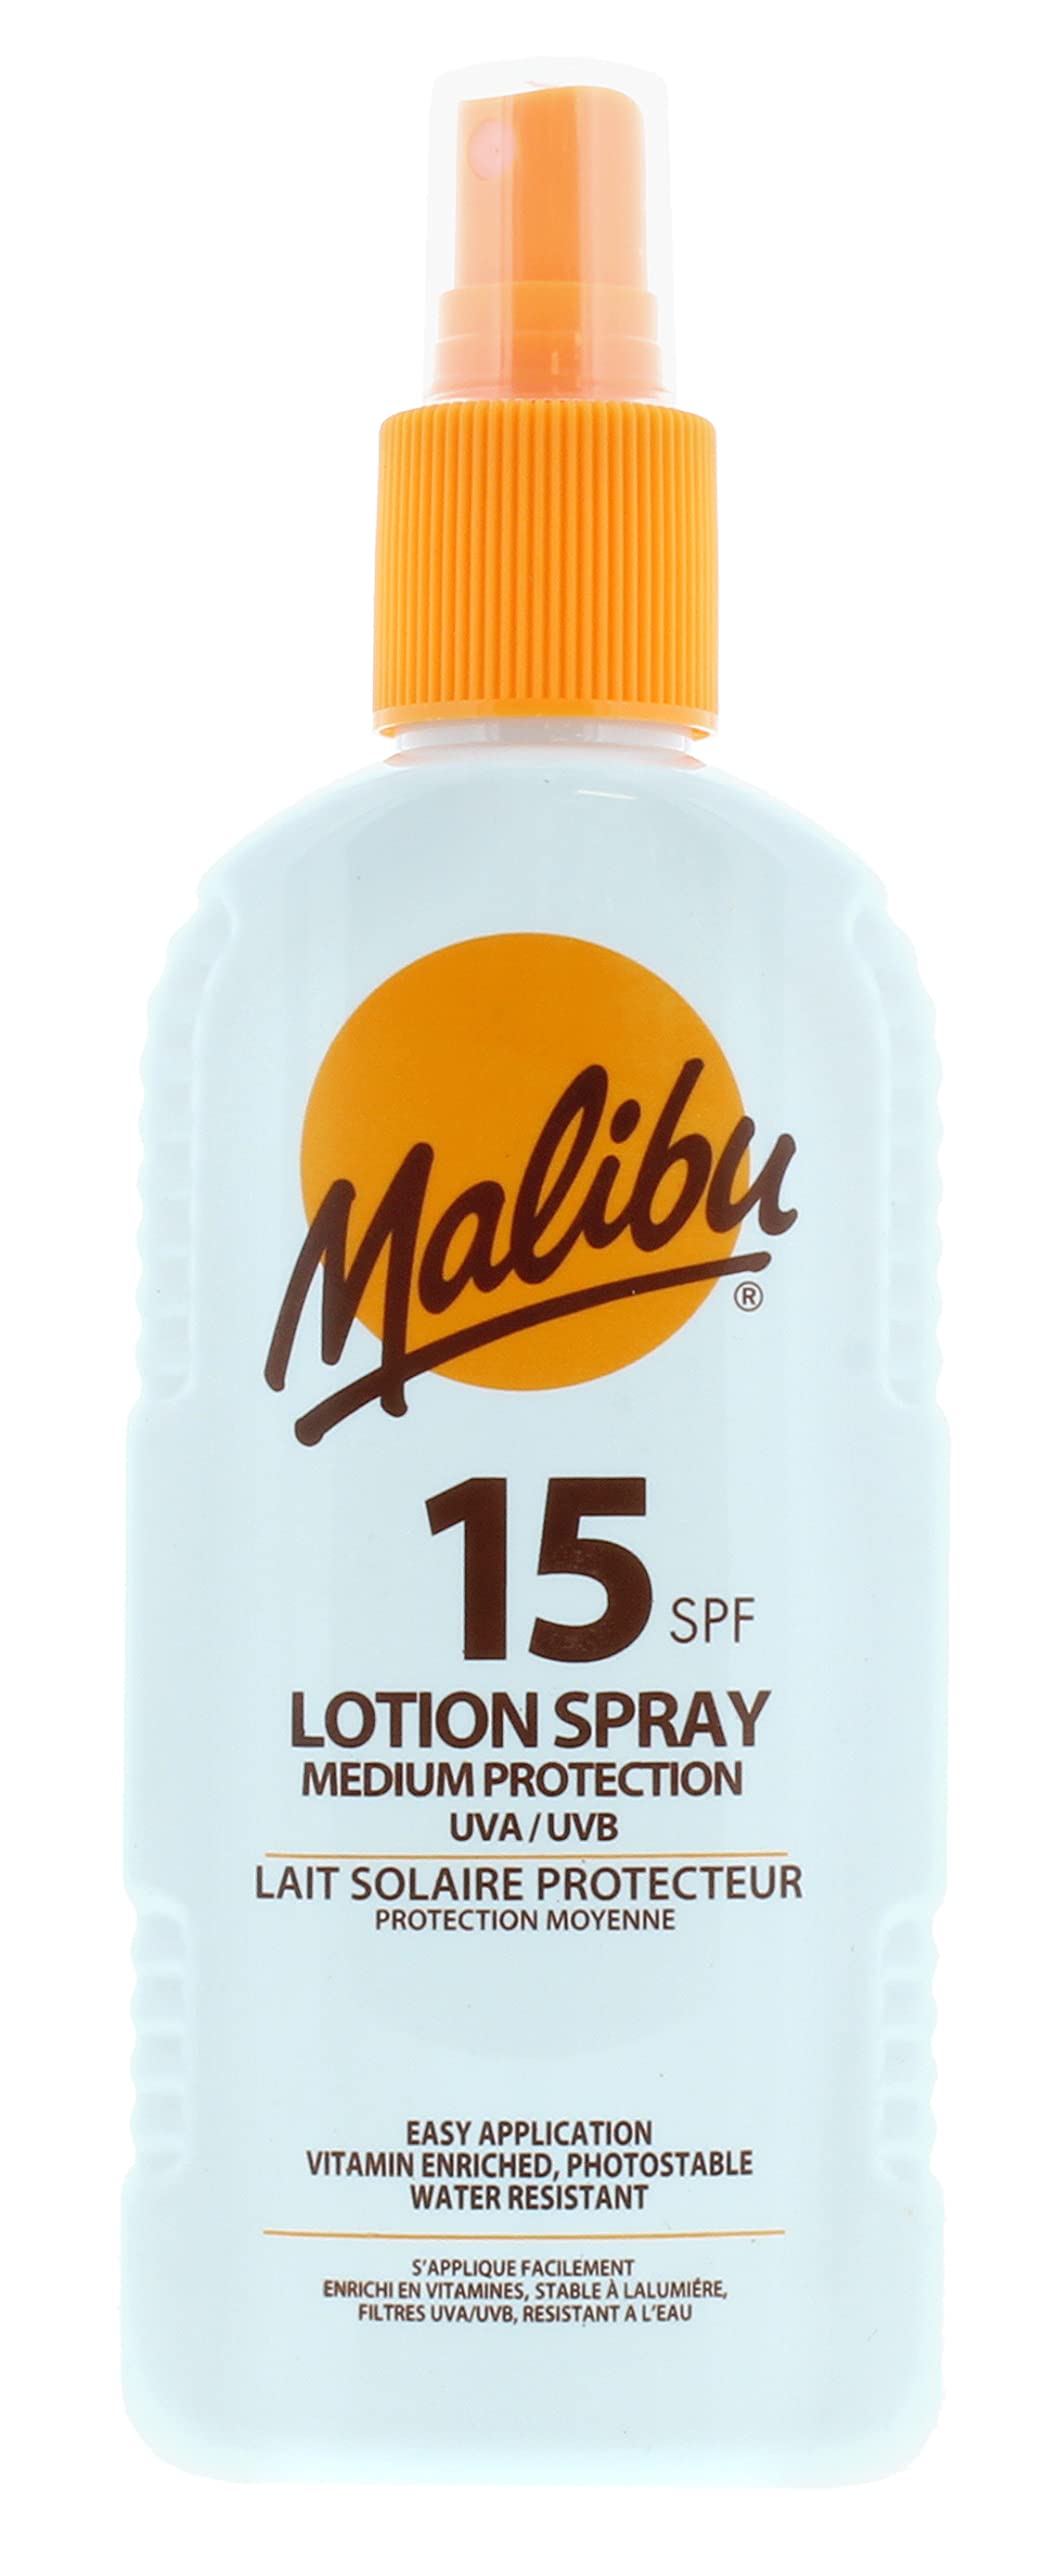 Malibu
®
15 SPF
LOTION SPRAY
MEDIUM PROTECTION
UVA / UVB
LAIT SOLAIRE PROTECTEUR
PROTECTION MOYENNE
EASY APPLICATION
VITAMIN ENRICHED, PHOTOSTABLE
WATER RESISTANT
S'APPLIQUE FACILEMENT
ENRICHI EN VITAMINES, STABLE À LALUMIÉRE,
FILTRES UVA/UVB, RESISTANT A L'EAU